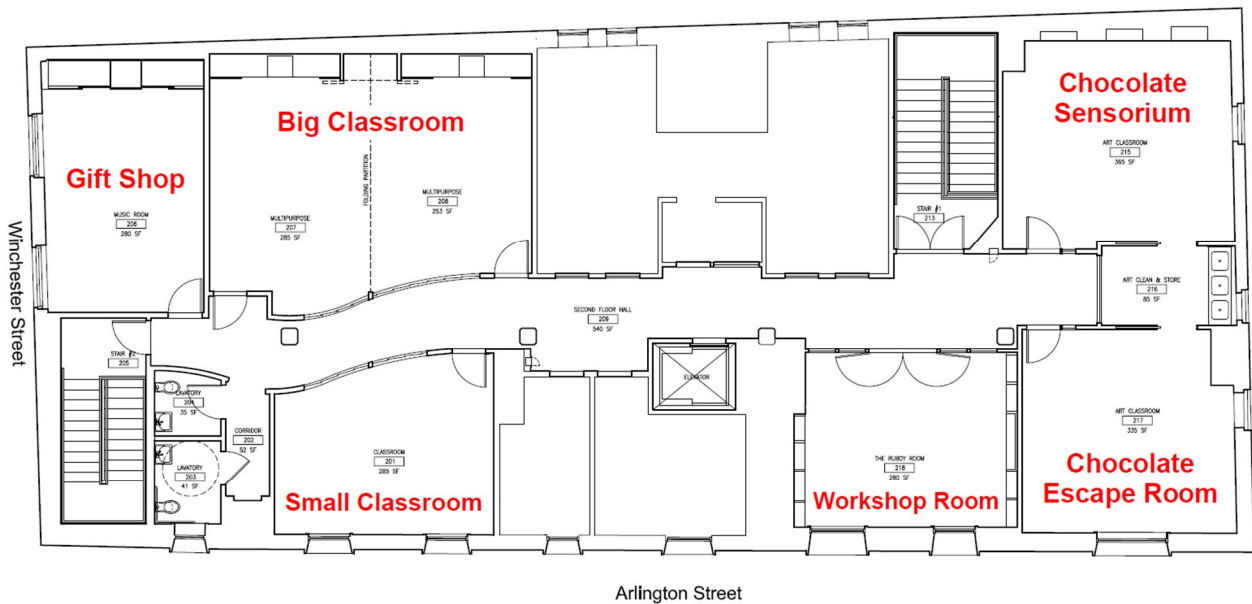 Gift Shop
MUSIC ROOM
206
280 SF
Big Classroom
FOLDING PARTITION
MULTIPURPOSE
207
285 SF
MULTIPURPOSE
208
253 SF
STAIR #1
213
Chocolate
Sensorium
ART CLASSROOM
215
365 SF
ART CLEAN & STORE
216
85 SF
SECOND FLOOR HALL
209
540 SF
Winchester Street
STAIR #2
205
LAVATORY
204
35 SF
LAVATORY
203
41 SF
CORRIDOR
202
52 SF
CLASSROOM
201
285 SF
Small Classroom
ELEVATOR
THE RUBOY ROOM
218
280 SF
Workshop Room
ART CLASSROOM
217
335 SF
Chocolate
Escape Room
Arlington Street